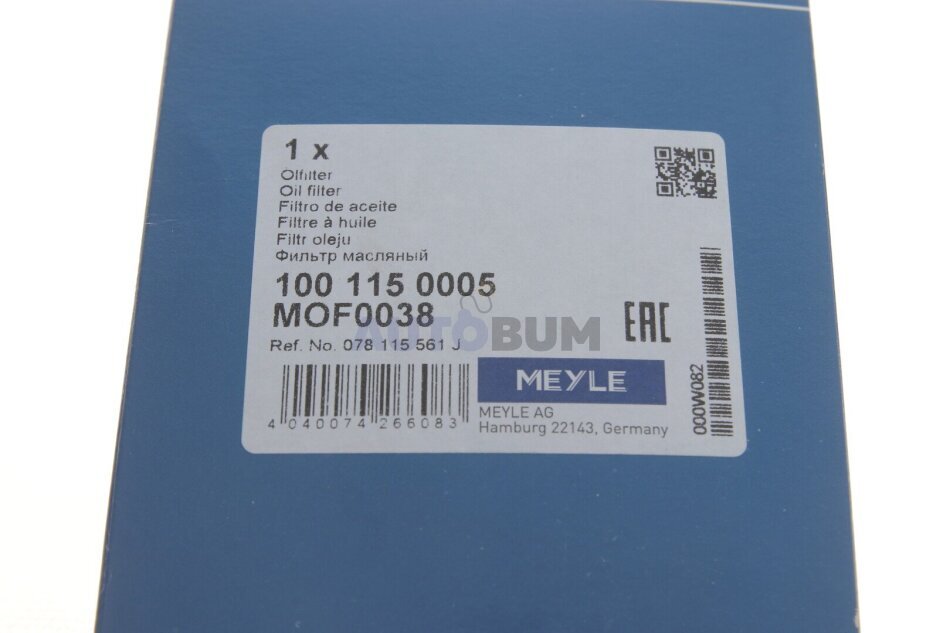 1 x
Ölfilter
Oil filter
Filtro de aceite
Filtre à huile
Filtr oleju
Фильтр масляный
100 115 0005
MOF0038
AUTOBUM
EAC
Ref. No. 078 115 561 J
MEYLE
MEYLE AG
Hamburg 22143, Germany
4 040074 266083
000W082